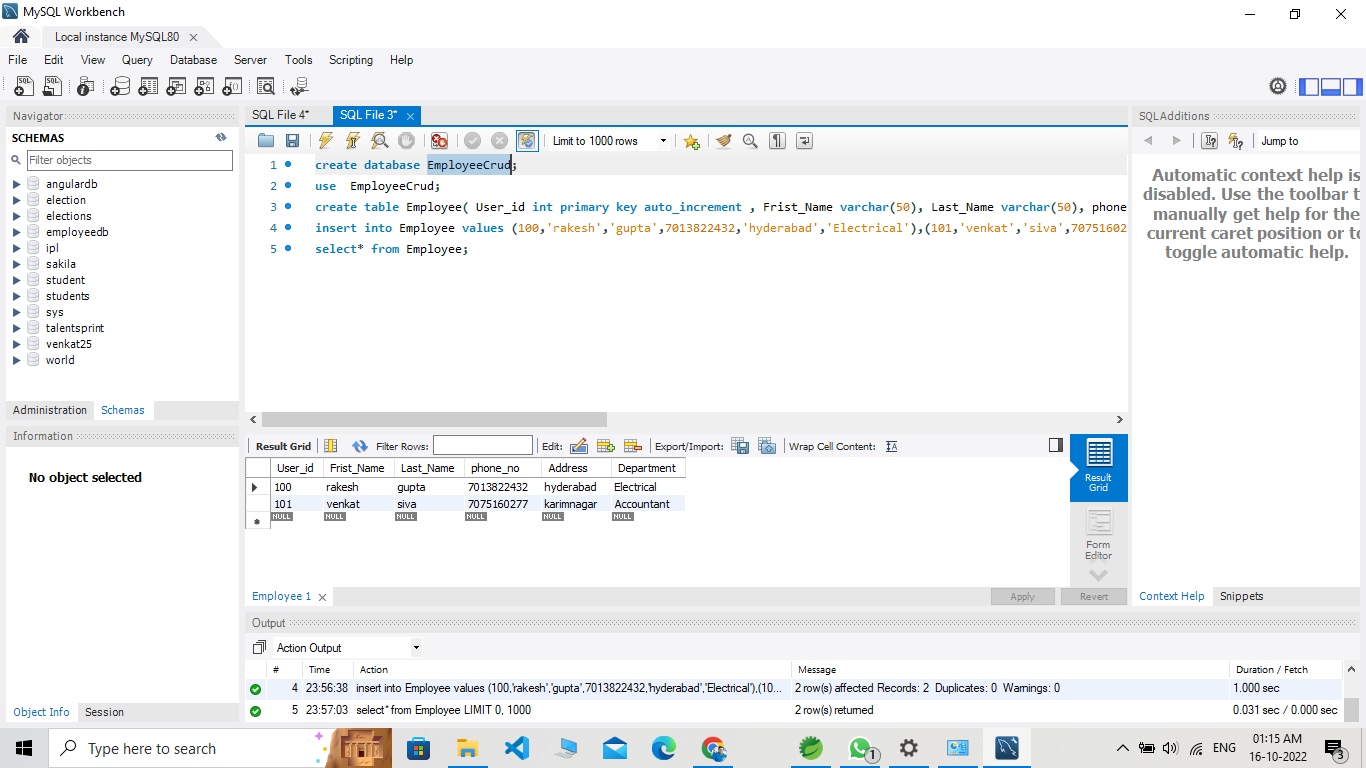 MySQL Workbench
Local instance MySQL80
File Edit View Query Database Server Tools Scripting Help
Navigator
SCHEMAS
Filter objects
angulardb
election
elections
employeedb
ipl
sakila
student
students
sys
talentsprint
venkat25
world
Administration Schemas
Information
No object selected
Object Info Session
SQL File 4* SQL File 3*
Limit to 1000 rows
1 create database EmployeeCrud;
2 use EmployeeCrud;
3 create table Employee( User_id int primary key auto_increment , Frist_Name varchar(50), Last_Name varchar(50), phone
4 insert into Employee values (100,'rakesh','gupta',7013822432,'hyderabad','Electrical'),(101,'venkat','siva',70751602
5 select* from Employee;
Result Grid Filter Rows: Edit: Export/Import: Wrap Cell Content: IA
User_id Frist_Name Last_Name phone_no Address Department
100 rakesh gupta 7013822432 hyderabad Electrical
101 venkat siva 7075160277 karimnagar Accountant
NULL NULL NULL NULL NULL NULL
Result
Grid
Form
Editor
Employee 1 Apply Revert
SQLAdditions
Jump to
Automatic context help is
disabled. Use the toolbar t
manually get help for the
current caret position or to
toggle automatic help.
Context Help Snippets
Output
Action Output
# Time Action Message Duration / Fetch
4 23:56:38 insert into Employee values (100,'rakesh','gupta',7013822432,'hyderabad','Electrical'),(10... 2 row(s) affected Records: 2 Duplicates: 0 Warnings: 0 1.000 sec
5 23:57:03 select* from Employee LIMIT 0, 1000 2 row(s) returned 0.031 sec / 0.000 sec
Type here to search
1
ENG
01:15 AM
16-10-2022
3